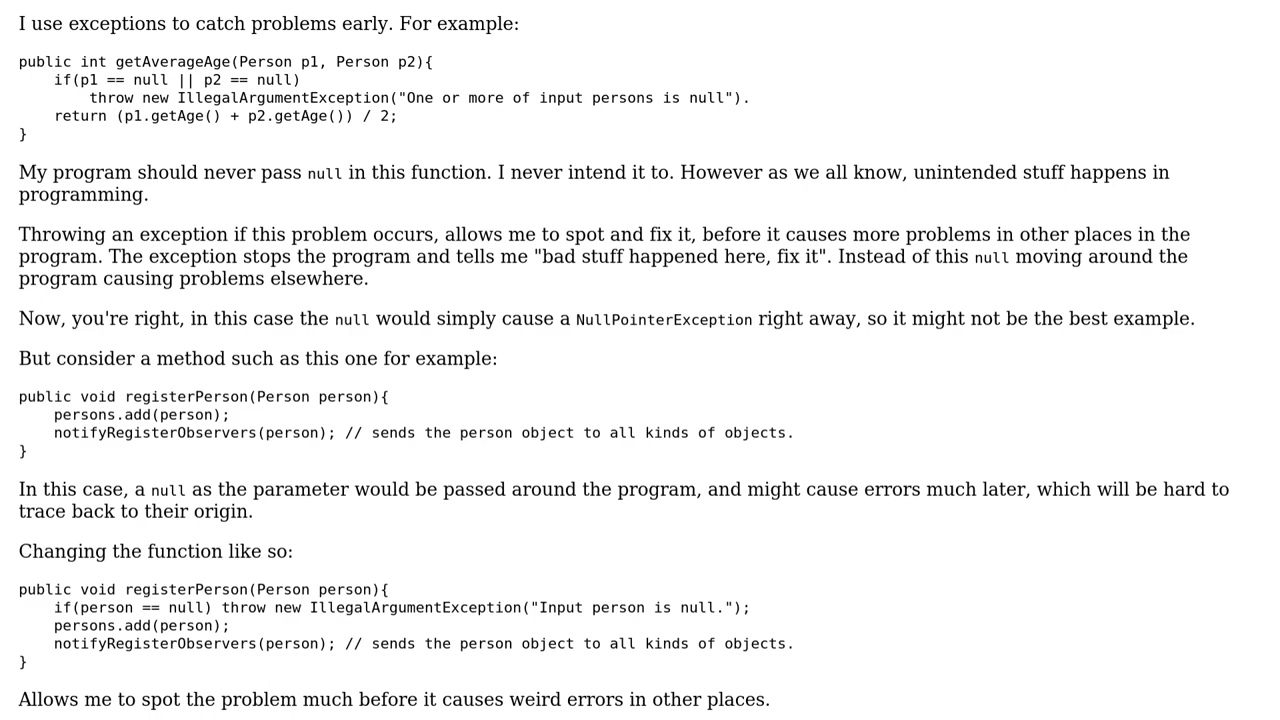 I use exceptions to catch problems early. For example:
public int getAverageAge(Person p1, Person p2){
    if(p1 == null || p2 == null)
        throw new IllegalArgumentException("One or more of input persons is null").
    return (p1.getAge() + p2.getAge()) / 2;
}
My program should never pass null in this function. I never intend it to. However as we all know, unintended stuff happens in
programming.
Throwing an exception if this problem occurs, allows me to spot and fix it, before it causes more problems in other places in the
program. The exception stops the program and tells me "bad stuff happened here, fix it". Instead of this null moving around the
program causing problems elsewhere.
Now, you're right, in this case the null would simply cause a NullPointerException right away, so it might not be the best example.
But consider a method such as this one for example:
public void registerPerson(Person person){
    persons.add(person);
    notifyRegisterObservers(person); // sends the person object to all kinds of objects.
}
In this case, a null as the parameter would be passed around the program, and might cause errors much later, which will be hard to
trace back to their origin.
Changing the function like so:
public void registerPerson(Person person){
    if(person == null) throw new IllegalArgumentException("Input person is null.");
    persons.add(person);
    notifyRegisterObservers(person); // sends the person object to all kinds of objects.
}
Allows me to spot the problem much before it causes weird errors in other places.